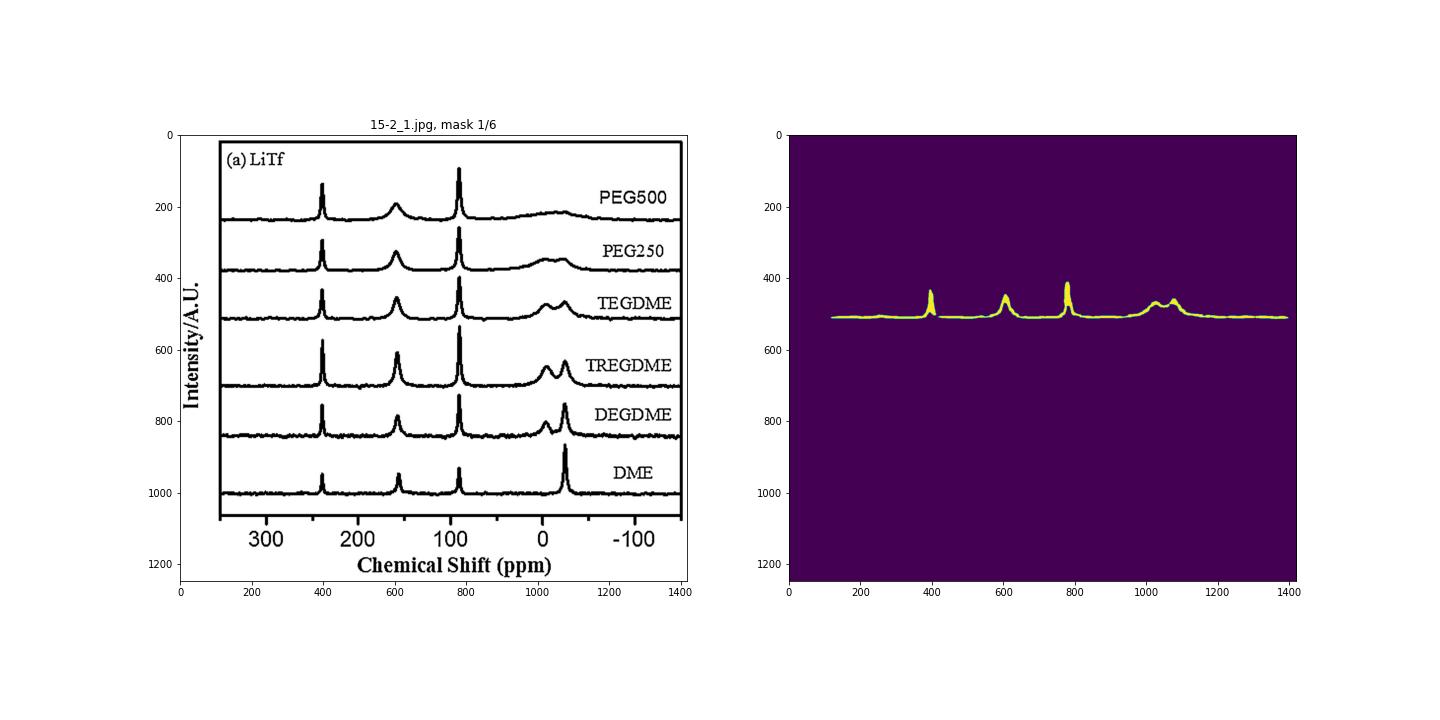 15-2_1.jpg, mask 1/6
(a) LiTf
PEG500
PEG250
TEGDME
TREGDME
DEGDME
DME
Intensity/A.U.
300 200 100 0 -100
Chemical Shift (ppm)
0
200
400
600
800
1000
1200
0 200 400 600 800 1000 1200 1400
0
200
400
600
800
1000
1200
0 200 400 600 800 1000 1200 1400